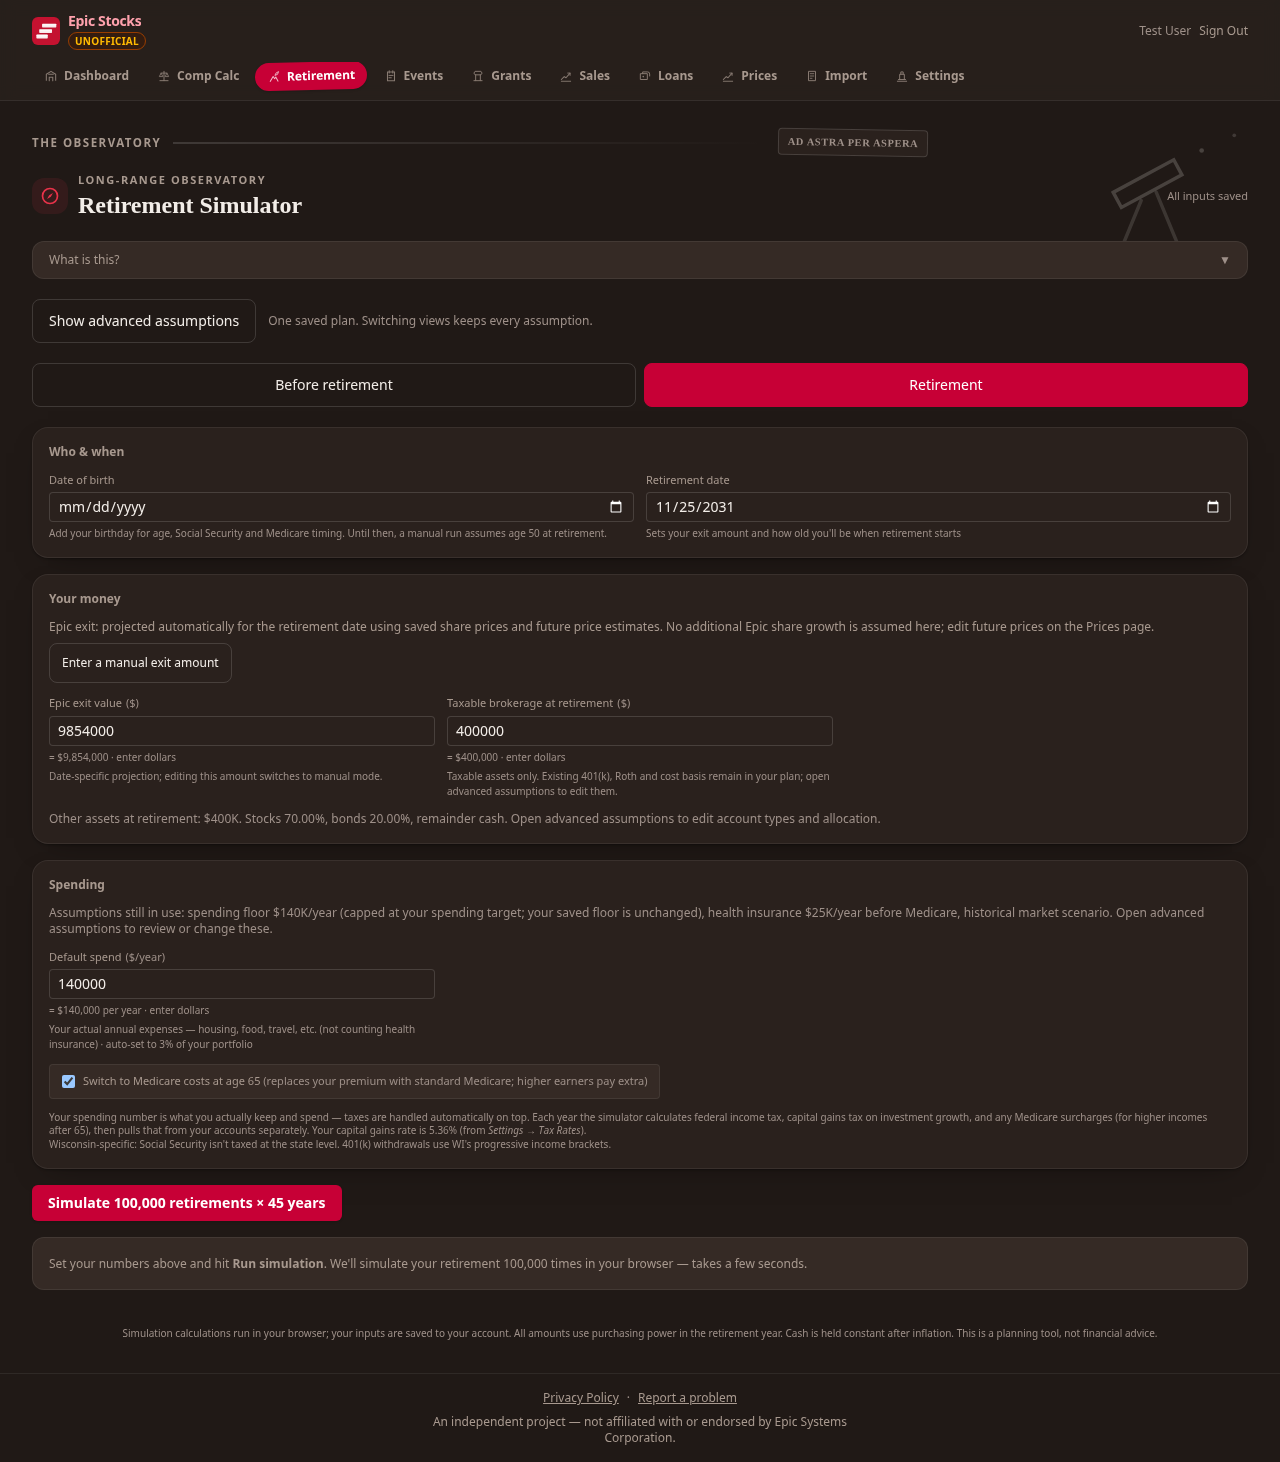 Epic Stocks
UNOFFICIAL
Test User Sign Out
Dashboard Comp Calc Retirement Events Grants Sales Loans Prices Import Settings
THE OBSERVATORY
AD ASTRA PER ASPERA
LONG-RANGE OBSERVATORY
Retirement Simulator
All inputs saved
What is this? ▼
Show advanced assumptions
One saved plan. Switching views keeps every assumption.
Before retirement
Retirement
Who & when
Date of birth
mm/dd/yyyy
Add your birthday for age, Social Security and Medicare timing. Until then, a manual run assumes age 50 at retirement.
Retirement date
11/25/2031
Sets your exit amount and how old you'll be when retirement starts
Your money
Epic exit: projected automatically for the retirement date using saved share prices and future price estimates. No additional Epic share growth is assumed here; edit future prices on the Prices page.
Enter a manual exit amount
Epic exit value ($)
9854000
= $9,854,000 · enter dollars
Date-specific projection; editing this amount switches to manual mode.
Taxable brokerage at retirement ($)
400000
= $400,000 · enter dollars
Taxable assets only. Existing 401(k), Roth and cost basis remain in your plan; open
advanced assumptions to edit them.
Other assets at retirement: $400K. Stocks 70.00%, bonds 20.00%, remainder cash. Open advanced assumptions to edit account types and allocation.
Spending
Assumptions still in use: spending floor $140K/year (capped at your spending target; your saved floor is unchanged), health insurance $25K/year before Medicare, historical market scenario. Open advanced
assumptions to review or change these.
Default spend ($/year)
140000
= $140,000 per year · enter dollars
Your actual annual expenses — housing, food, travel, etc. (not counting health
insurance) · auto-set to 3% of your portfolio
Switch to Medicare costs at age 65 (replaces your premium with standard Medicare; higher earners pay extra)
Your spending number is what you actually keep and spend — taxes are handled automatically on top. Each year the simulator calculates federal income tax, capital gains tax on investment growth, and any Medicare surcharges (for higher incomes
after 65), then pulls that from your accounts separately. Your capital gains rate is 5.36% (from Settings → Tax Rates).
Wisconsin-specific: Social Security isn't taxed at the state level. 401(k) withdrawals use WI's progressive income brackets.
Simulate 100,000 retirements × 45 years
Set your numbers above and hit Run simulation. We'll simulate your retirement 100,000 times in your browser — takes a few seconds.
Simulation calculations run in your browser; your inputs are saved to your account. All amounts use purchasing power in the retirement year. Cash is held constant after inflation. This is a planning tool, not financial advice.
Privacy Policy · Report a problem
An independent project — not affiliated with or endorsed by Epic Systems
Corporation.